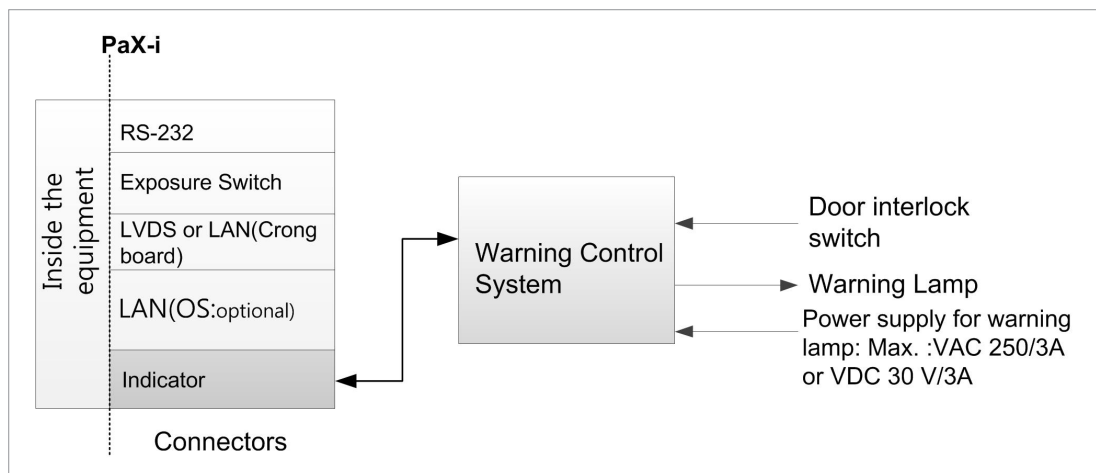 PaX-i
Inside the
equipment
RS-232
Exposure Switch
LVDS or LAN(Crong
board)
LAN(OS:optional)
Indicator
Connectors
Warning Control
System
Door interlock
switch
Warning Lamp
Power supply for warning
lamp: Max. :VAC 250/3A
or VDC 30 V/3A